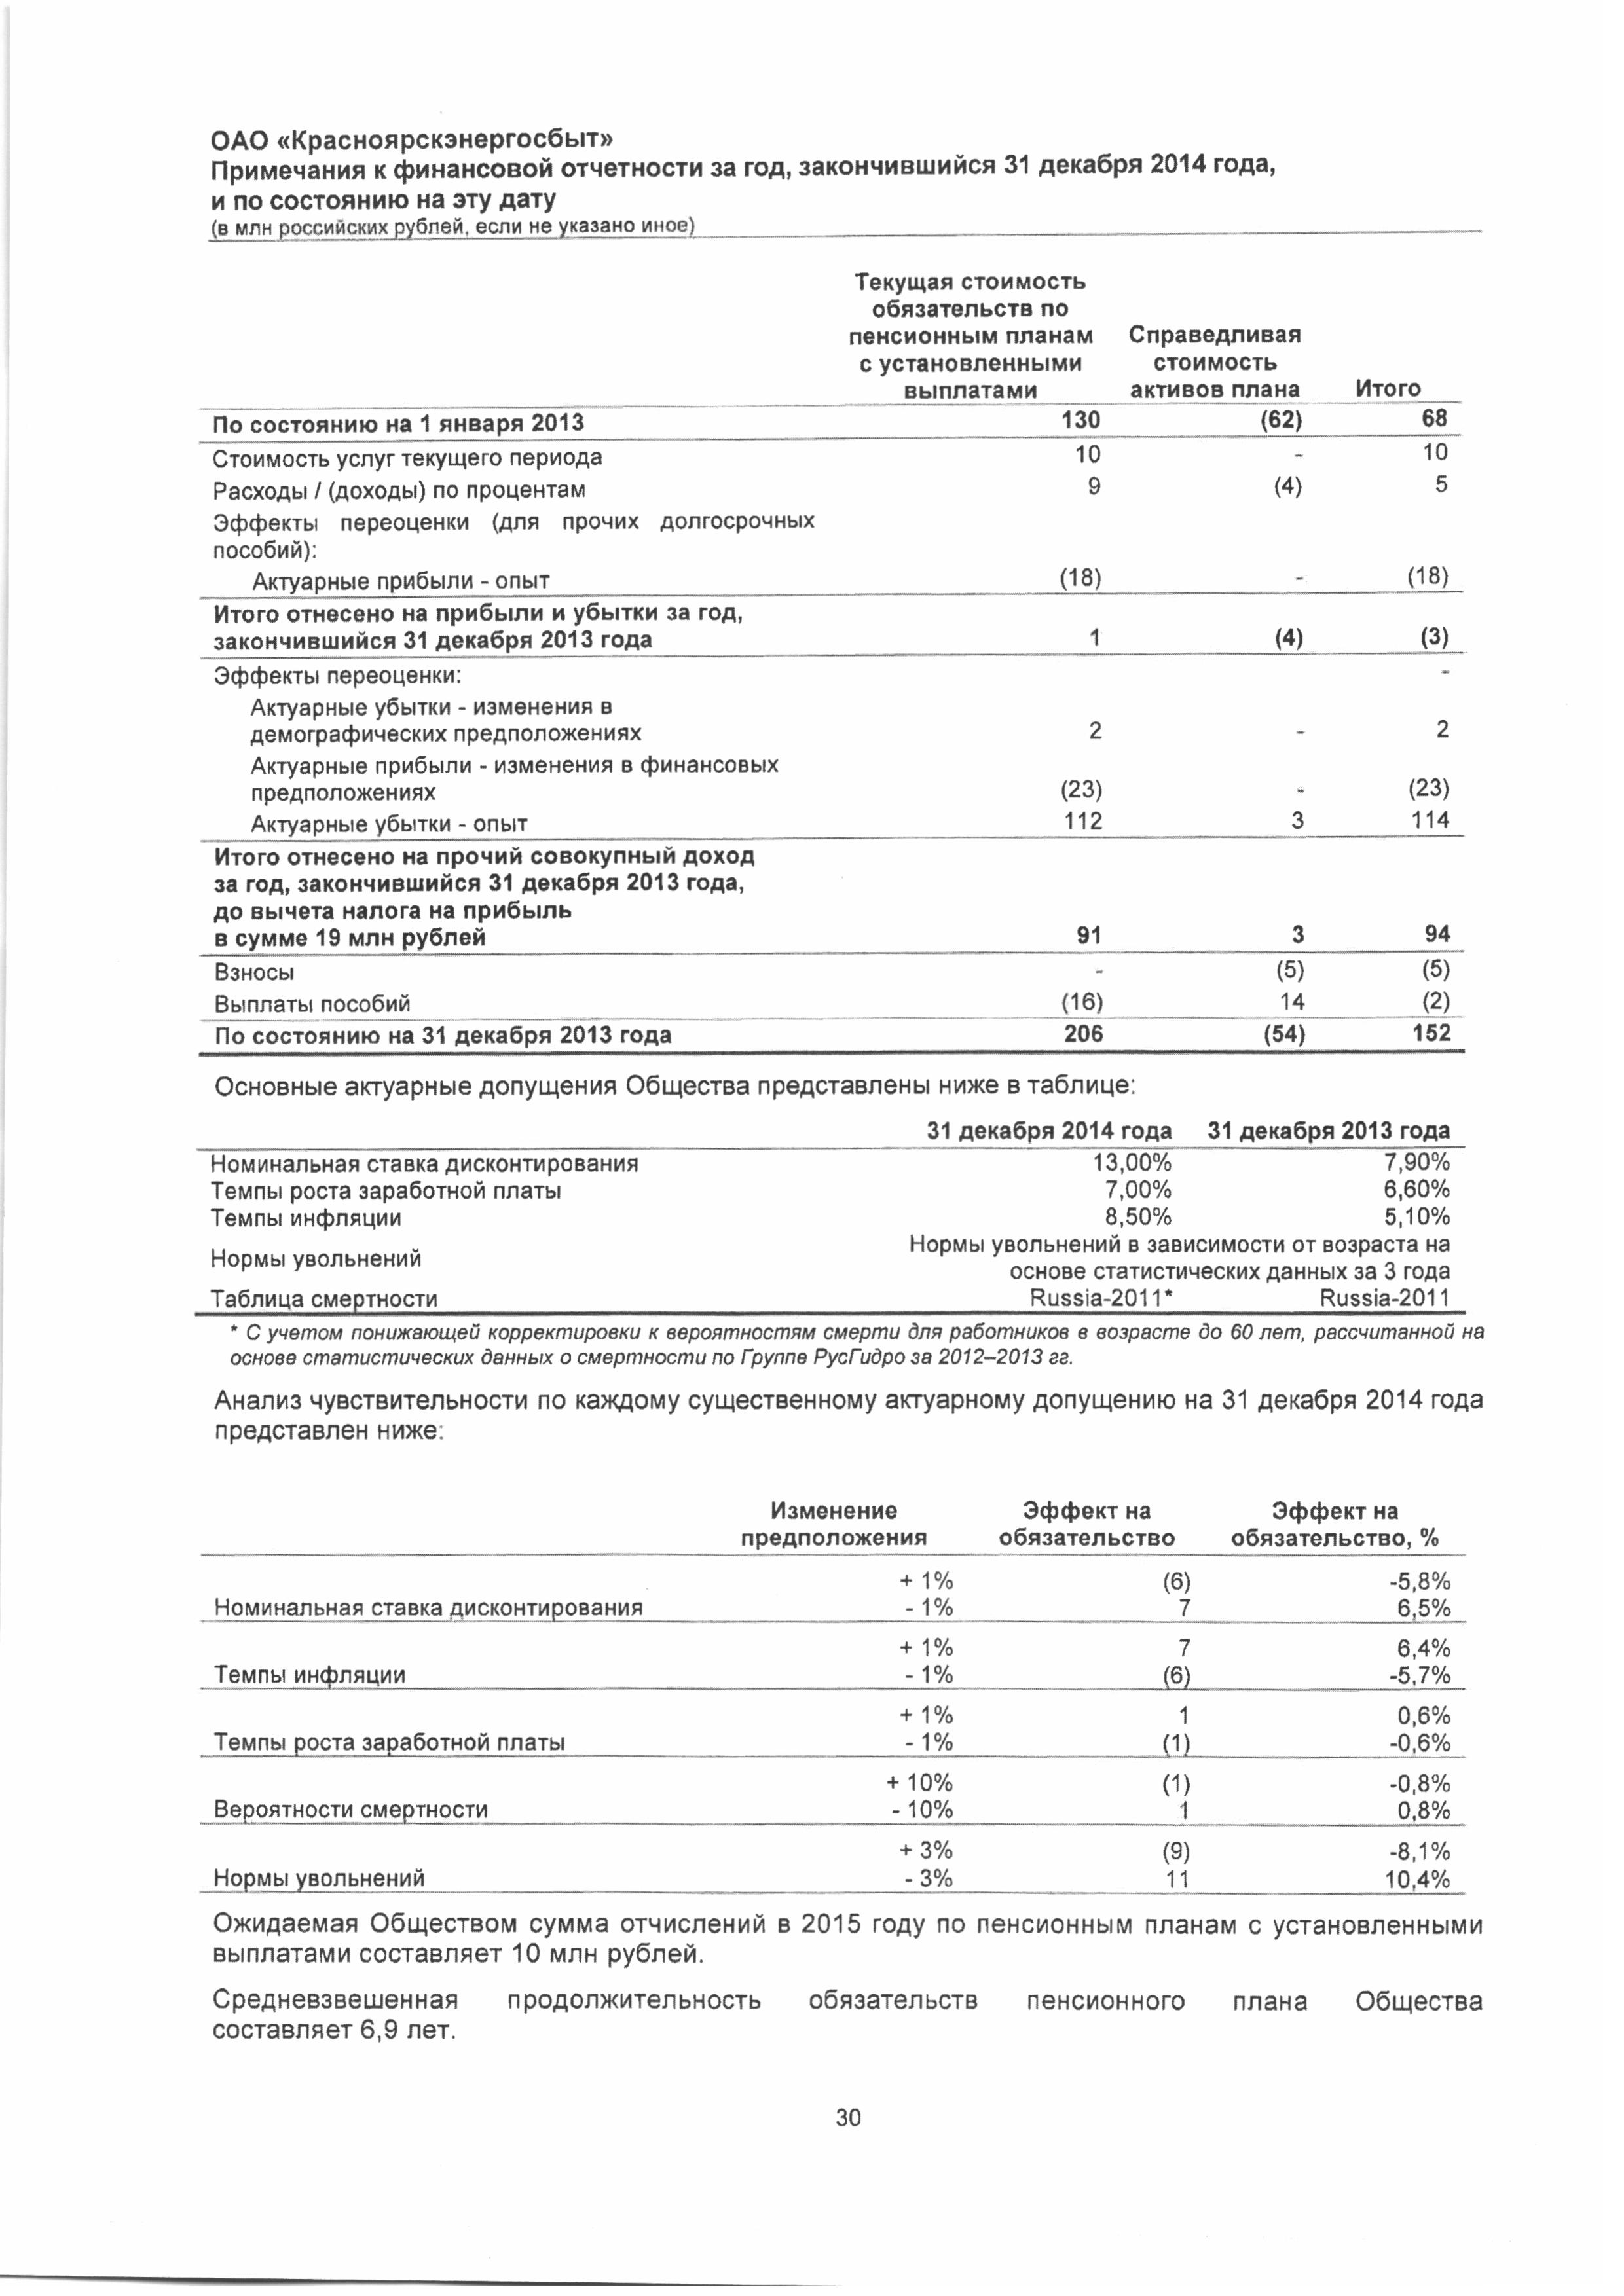 ОАО «Красноярскэнергосбыт»
Примечания к финансовой отчетности за год, закончившийся 31 декабря 2014 года,
и по состоянию на эту дату
(в млн российских рублей, если не указано иное)
Текущая стоимость
обязательств по
пенсионным планам Справедливая
с установленными стоимость
выплатами активов плана Итого
По состоянию на 1 января 2013 130 (62) 68
Стоимость услуг текущего периода 10 - 10
Расходы / (доходы) по процентам 9 (4) 5
Эффекты переоценки (для прочих долгосрочных
пособий):
Актуарные прибыли - опыт (18) - (18)
Итого отнесено на прибыли и убытки за год,
закончившийся 31 декабря 2013 года 1 (4) (3)
Эффекты переоценки: -
Актуарные убытки - изменения в
демографических предположениях 2 - 2
Актуарные прибыли - изменения в финансовых
предположениях (23) - (23)
Актуарные убытки - опыт 112 3 114
Итого отнесено на прочий совокупный доход
за год, закончившийся 31 декабря 2013 года,
до вычета налога на прибыль
в сумме 19 млн рублей 91 3 94
Взносы - (5) (5)
Выплаты пособий (16) 14 (2)
По состоянию на 31 декабря 2013 года 206 (54) 152
Основные актуарные допущения Общества представлены ниже в таблице:
31 декабря 2014 года 31 декабря 2013 года
Номинальная ставка дисконтирования 13,00% 7,90%
Темпы роста заработной платы 7,00% 6,60%
Темпы инфляции 8,50% 5,10%
Нормы увольнений Нормы увольнений в зависимости от возраста на
основе статистических данных за 3 года
Таблица смертности Russia-2011* Russia-2011
* С учетом понижающей корректировки к вероятностям смерти для работников в возрасте до 60 лет, рассчитанной на
основе статистических данных о смертности по Группе РусГидро за 2012–2013 гг.
Анализ чувствительности по каждому существенному актуарному допущению на 31 декабря 2014 года
представлен ниже:
Изменение Эффект на Эффект на
предположения обязательство обязательство, %
+ 1% (6) -5,8%
Номинальная ставка дисконтирования - 1% 7 6,5%
+ 1% 7 6,4%
Темпы инфляции - 1% (6) -5,7%
+ 1% 1 0,6%
Темпы роста заработной платы - 1% (1) -0,6%
+ 10% (1) -0,8%
Вероятности смертности - 10% 1 0,8%
+ 3% (9) -8,1%
Нормы увольнений - 3% 11 10,4%
Ожидаемая Обществом сумма отчислений в 2015 году по пенсионным планам с установленными
выплатами составляет 10 млн рублей.
Средневзвешенная продолжительность обязательств пенсионного плана Общества
составляет 6,9 лет.
30